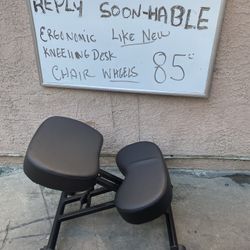 REPLY SOON-HABLE
ERGONOMIC LIKE NEW
KNEELING DESK
CHAIR WHEELS 85